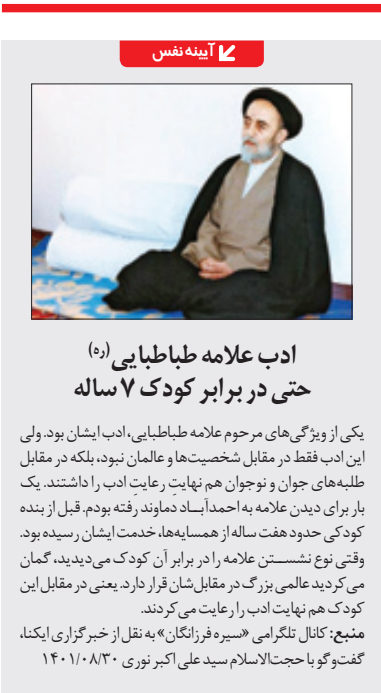 آیینه نفس
ادب علامه طباطبایی(ره)
حتی در برابر کودک ۷ ساله
یکی از ویژگی‌های مرحوم علامه طباطبایی، ادب ایشان بود. ولی
این ادب فقط در مقابل شخصیت‌ها و عالمان نبود، بلکه در مقابل
طلبه‌های جوان و نوجوان هم نهایتِ رعایتِ ادب را داشتند. یک
بار برای دیدن علامه به احمدآبـاد دماوند رفته بودم. قبل از بنده
کودکی حدود هفت ساله از همسایه‌ها، خدمت ایشان رسیده بود.
وقتی نوع نشسـتن علامه را در برابر آن کودک می‌دیدید، گمان
می‌کردید عالمی بزرگ در مقابل‌شان قرار دارد. یعنی در مقابل این
کودک هم نهایت ادب را رعایت می‌کردند.
منبع: کانال تلگرامی «سیره فرزانگان» به نقل از خبرگزاری ایکنا،
گفت‌وگو با حجت‌الاسلام سید علی اکبر نوری ۱۴۰۱/۰۸/۳۰